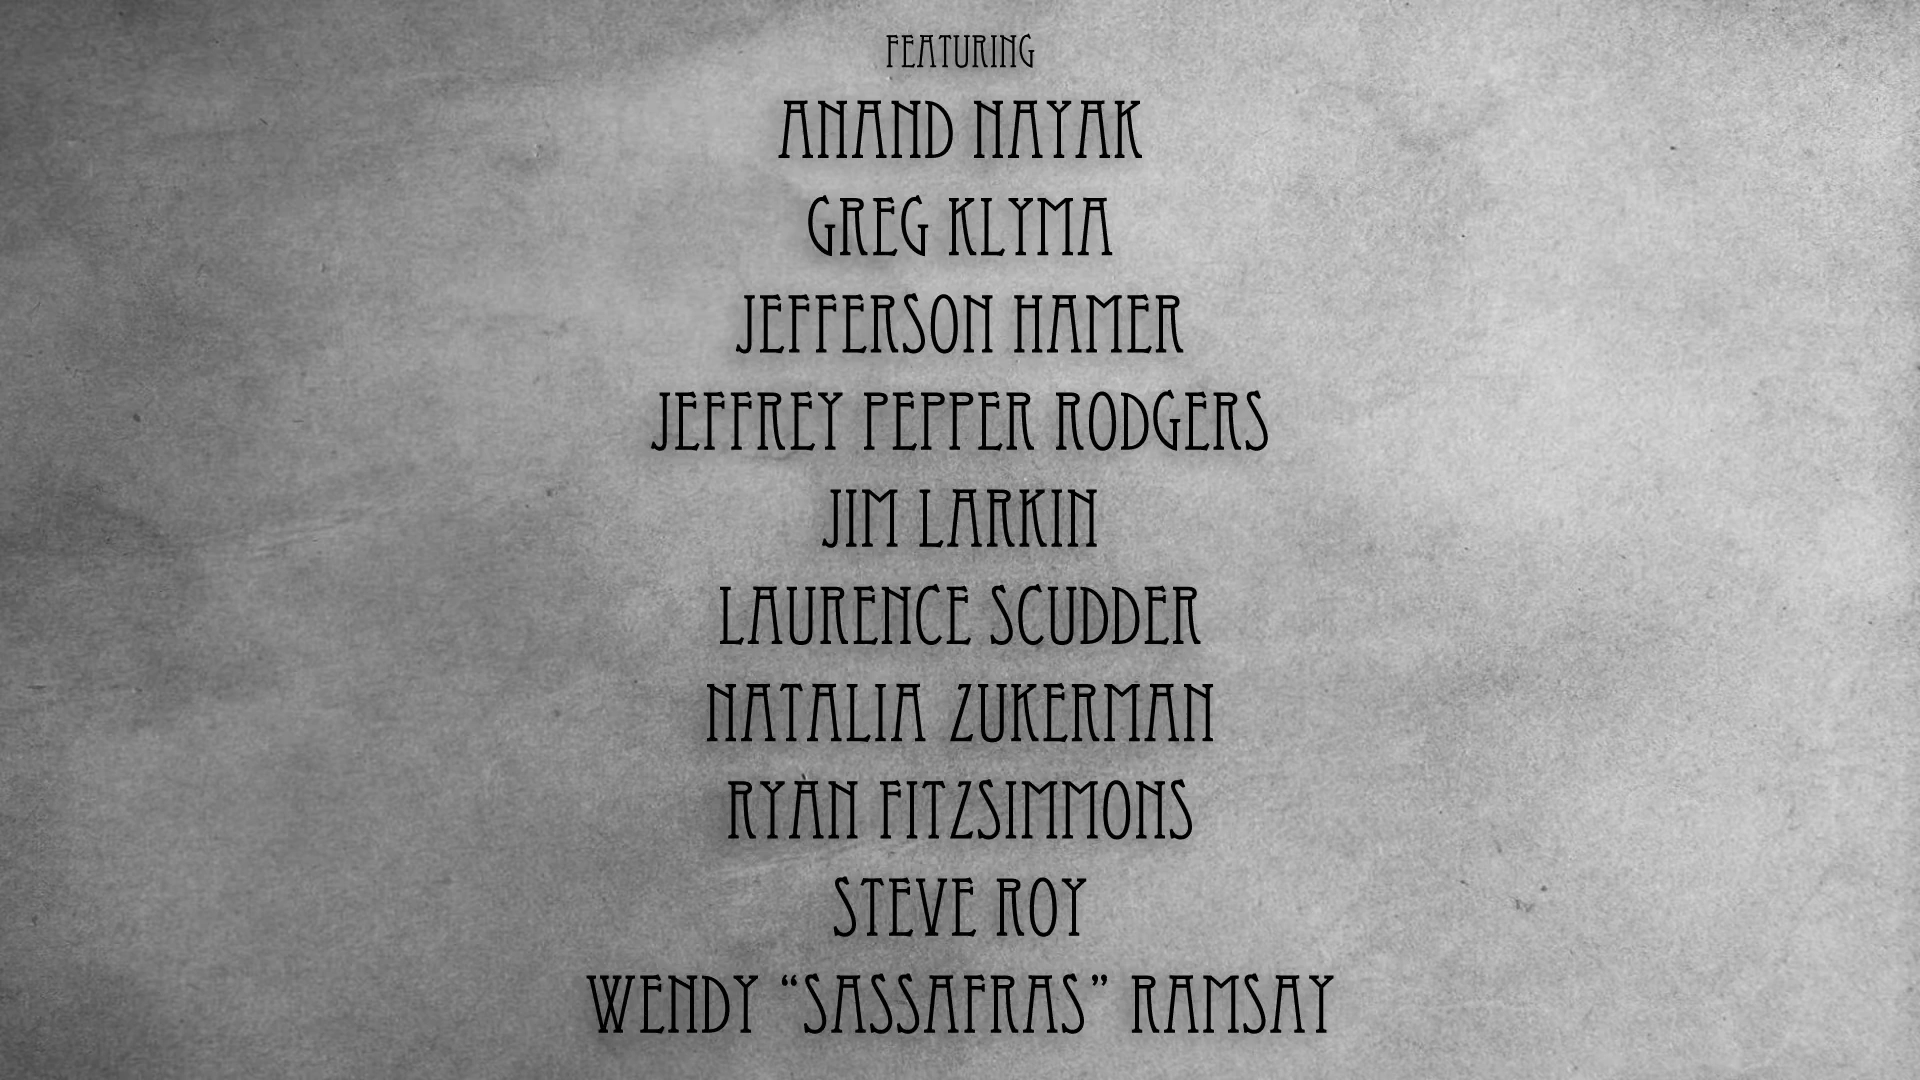 FEATURING
ANAND NAYAK
GREG KLYMA
JEFFERSON HAMER
JEFFREY PEPPER RODGERS
JIM LARKIN
LAURENCE SCUDDER
NATALIA ZUKERMAN
RYAN FITZSIMMONS
STEVE ROY
WENDY “SASSAFRAS” RAMSAY